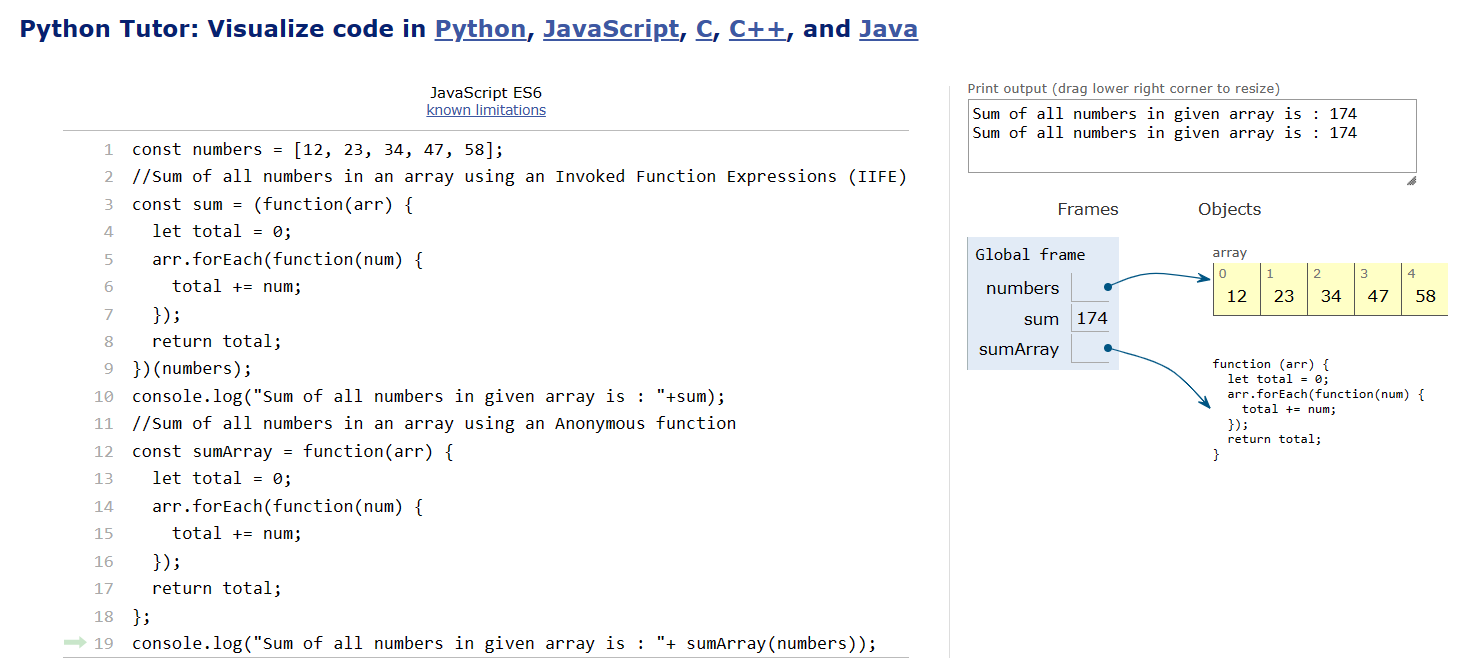 Python Tutor: Visualize code in Python, JavaScript, C, C++, and Java
JavaScript ES6
known limitations
1 const numbers = [12, 23, 34, 47, 58];
2 //Sum of all numbers in an array using an Invoked Function Expressions (IIFE)
3 const sum = (function(arr) {
4   let total = 0;
5   arr.forEach(function(num) {
6     total += num;
7   });
8   return total;
9 })(numbers);
10 console.log("Sum of all numbers in given array is : "+sum);
11 //Sum of all numbers in an array using an Anonymous function
12 const sumArray = function(arr) {
13   let total = 0;
14   arr.forEach(function(num) {
15     total += num;
16   });
17   return total;
18 };
19 console.log("Sum of all numbers in given array is : "+ sumArray(numbers));
Print output (drag lower right corner to resize)
Sum of all numbers in given array is : 174
Sum of all numbers in given array is : 174
Frames Objects
Global frame
numbers
sum 174
sumArray
array
0 1 2 3 4
12 23 34 47 58
function (arr) {
  let total = 0;
  arr.forEach(function(num) {
    total += num;
  });
  return total;
}